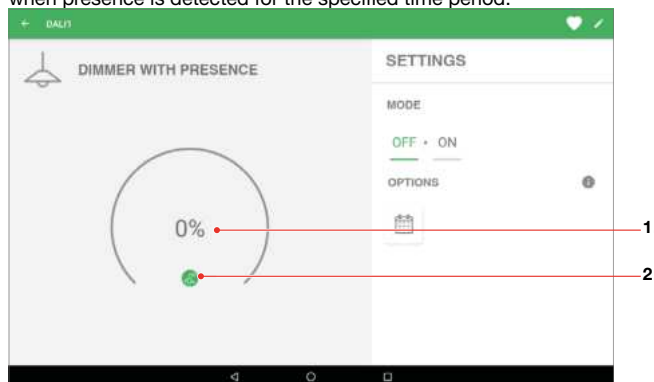 when presence is detected for the specified time period.
DALI1
DIMMER WITH PRESENCE
SETTINGS
MODE
OFF • ON
OPTIONS
0%
1
2